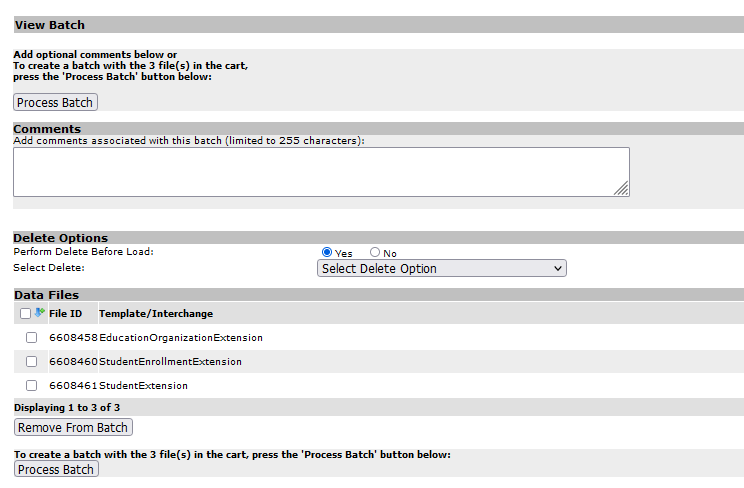 View Batch
Add optional comments below or
To create a batch with the 3 file(s) in the cart,
press the 'Process Batch' button below:
Process Batch
Comments
Add comments associated with this batch (limited to 255 characters):
Delete Options
Perform Delete Before Load: Yes No
Select Delete: Select Delete Option
Data Files
File ID Template/Interchange
6608458 EducationOrganizationExtension
6608460 StudentEnrollmentExtension
6608461 StudentExtension
Displaying 1 to 3 of 3
Remove From Batch
To create a batch with the 3 file(s) in the cart, press the 'Process Batch' button below:
Process Batch